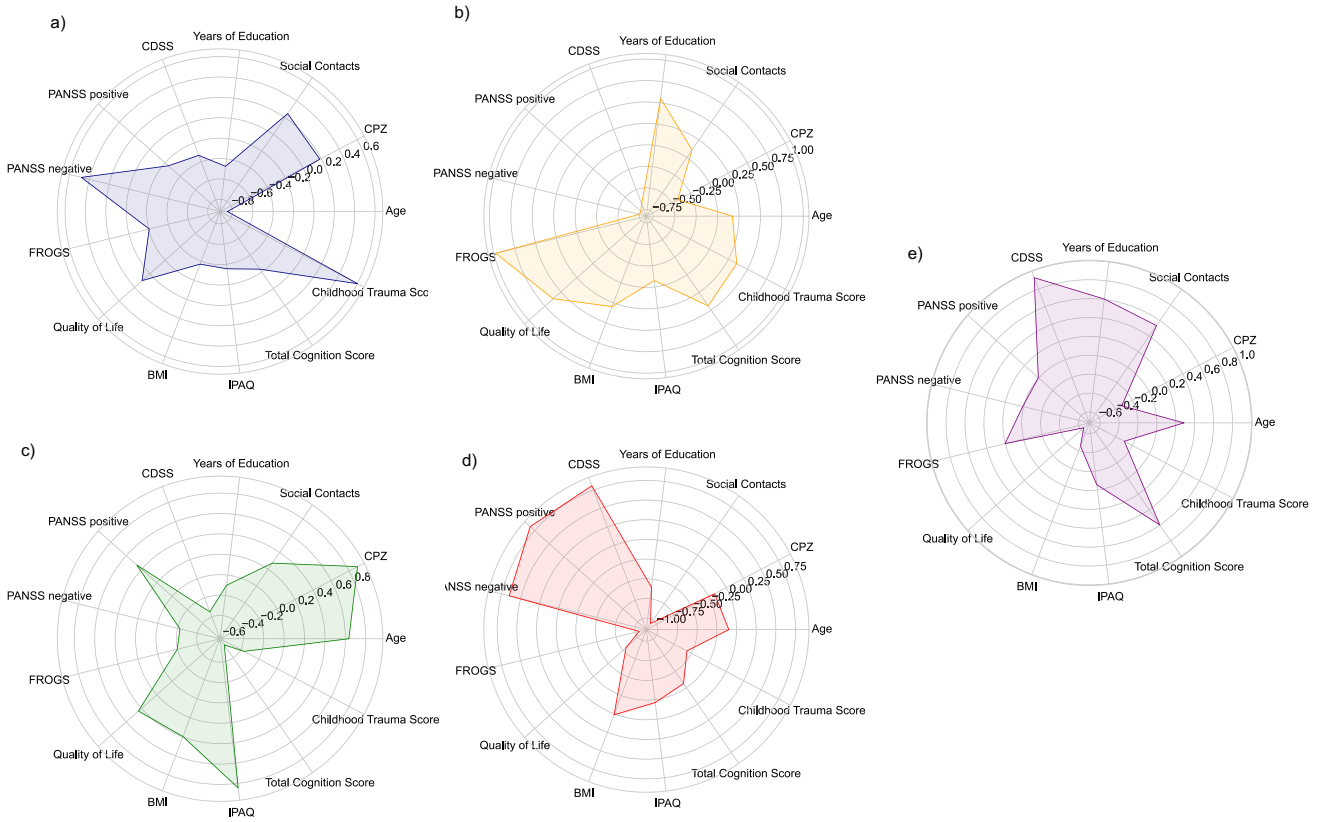 a)
Years of Education
CDSS
Social Contacts
PANSS positive
CPZ
PANSS negative
0.6
0.4
0.2
0.0
−0.2
−0.4
−0.6
−0.8
Age
FROGS
Childhood Trauma Sco
Quality of Life
Total Cognition Score
BMI
IPAQ
b)
Years of Education
CDSS
Social Contacts
PANSS positive
CPZ
1.00
0.75
0.50
0.25
0.00
−0.25
−0.50
−0.75
PANSS negative
Age
FROGS
Childhood Trauma Score
Quality of Life
Total Cognition Score
BMI
IPAQ
c)
Years of Education
CDSS
Social Contacts
PANSS positive
CPZ
0.8
0.6
0.4
0.2
0.0
−0.2
−0.4
−0.6
PANSS negative
Age
FROGS
Childhood Trauma Score
Quality of Life
Total Cognition Score
BMI
IPAQ
d)
Years of Education
CDSS
Social Contacts
PANSS positive
CPZ
0.75
0.50
0.25
0.00
−0.25
−0.50
−0.75
−1.00
ANSS negative
Age
FROGS
Childhood Trauma Score
Quality of Life
Total Cognition Score
BMI
IPAQ
e)
Years of Education
CDSS
Social Contacts
PANSS positive
CPZ
1.0
0.8
0.6
0.4
0.2
0.0
−0.2
−0.4
−0.6
PANSS negative
Age
FROGS
Childhood Trauma Score
Quality of Life
Total Cognition Score
BMI
IPAQ